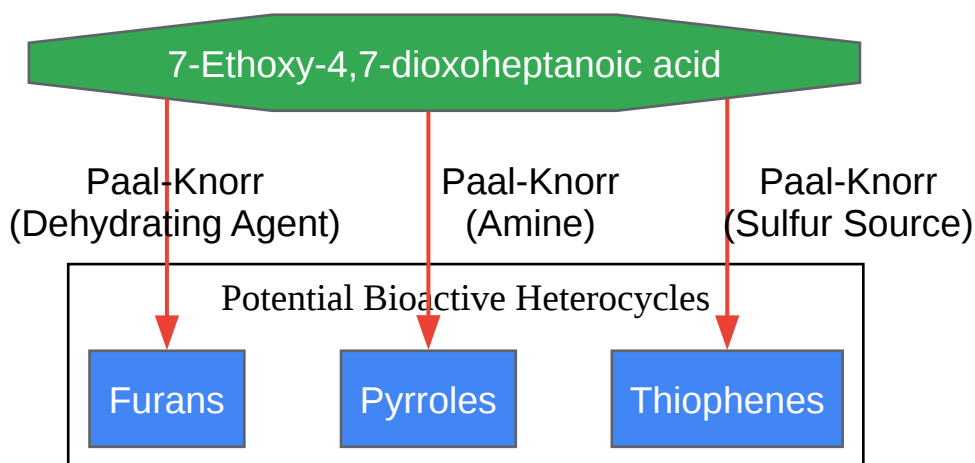 7-Ethoxy-4,7-dioxoheptanoic acid
Paal-Knorr
(Dehydrating Agent)
Paal-Knorr
(Amine)
Paal-Knorr
(Sulfur Source)
Potential Bioactive Heterocycles
Furans
Pyrroles
Thiophenes